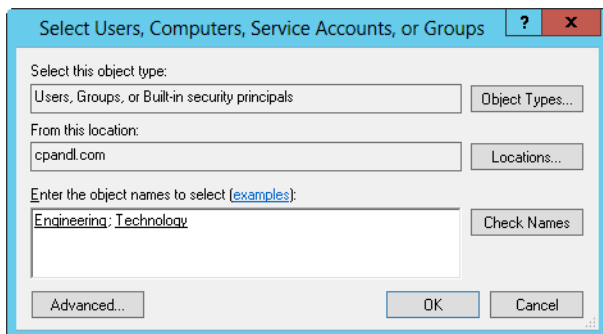 Select Users, Computers, Service Accounts, or Groups ? x
Select this object type:
Users, Groups, or Built-in security principals Object Types...
From this location:
cpandl.com Locations...
Enter the object names to select (examples):
Engineering; Technology Check Names
Advanced... OK Cancel